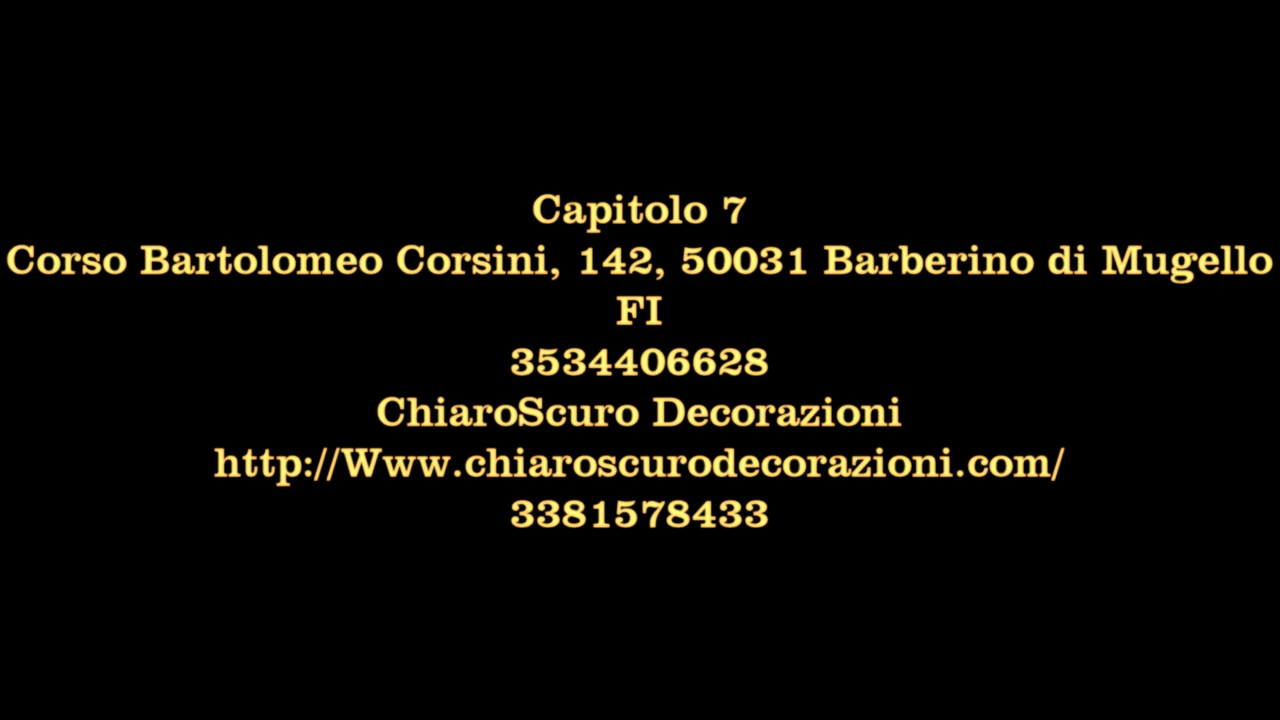 Capitolo 7
Corso Bartolomeo Corsini, 142, 50031 Barberino di Mugello
FI
3534406628
ChiaroScuro Decorazioni
http://Www.chiaroscurodecorazioni.com/
3381578433